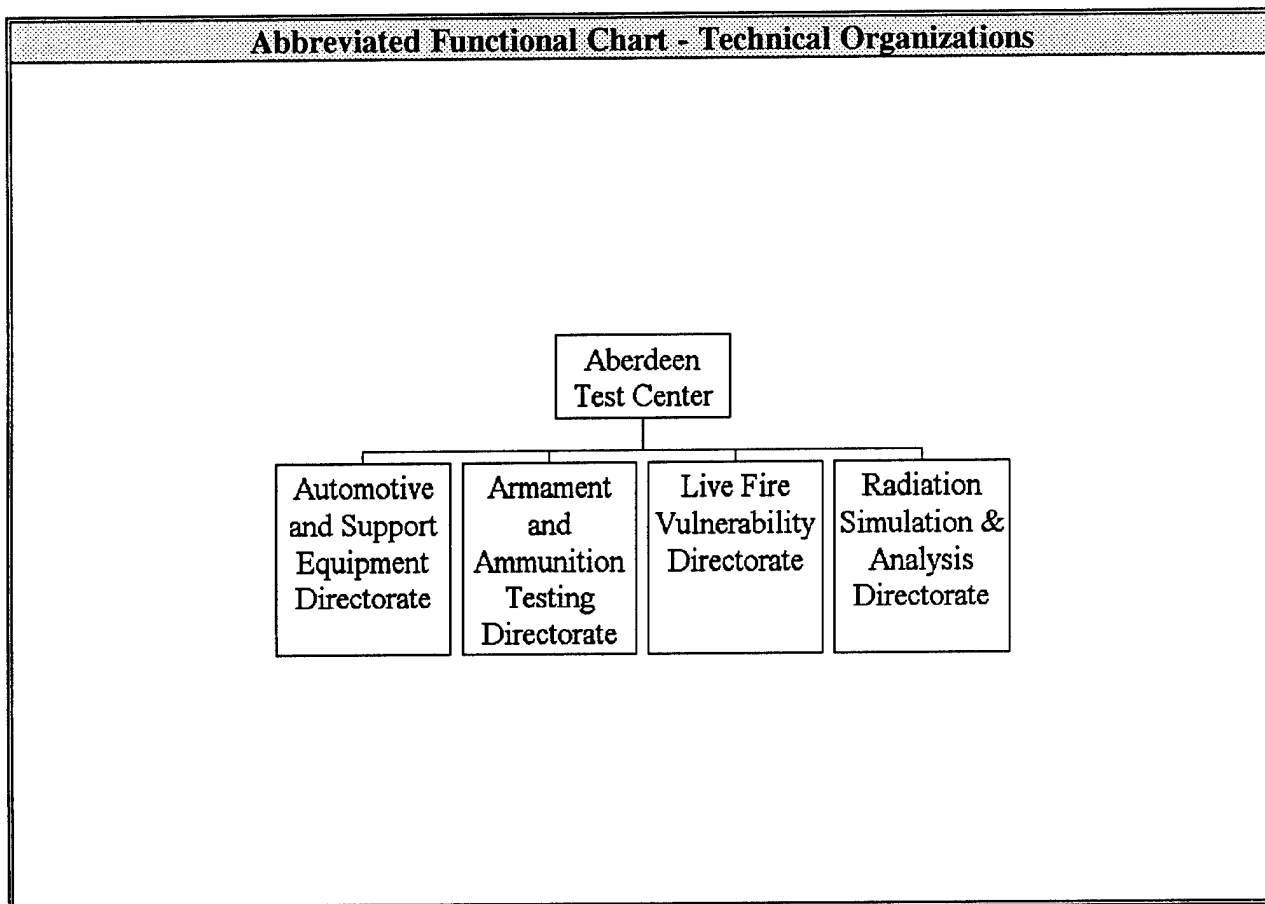 Abbreviated Functional Chart - Technical Organizations
Aberdeen
Test Center
Automotive
and Support
Equipment
Directorate
Armament
and
Ammunition
Testing
Directorate
Live Fire
Vulnerability
Directorate
Radiation
Simulation &
Analysis
Directorate